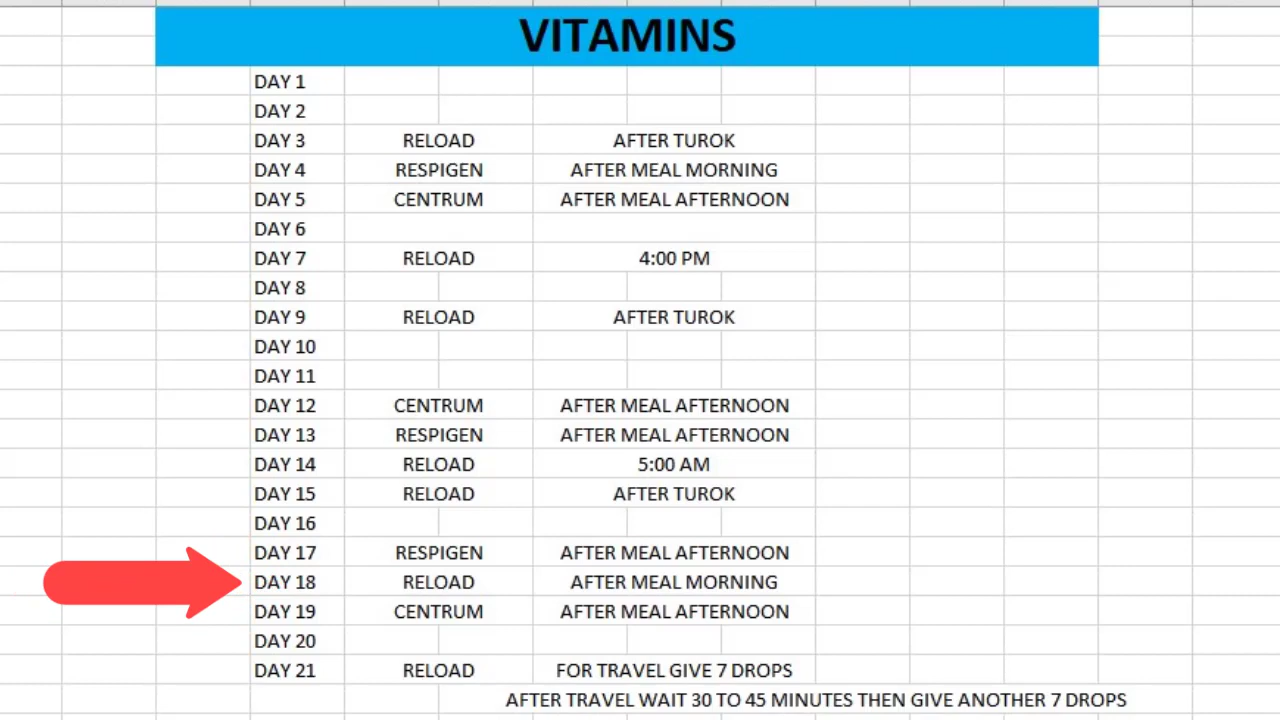 VITAMINS
DAY 1
DAY 2
DAY 3 RELOAD AFTER TUROK
DAY 4 RESPIGEN AFTER MEAL MORNING
DAY 5 CENTRUM AFTER MEAL AFTERNOON
DAY 6
DAY 7 RELOAD 4:00 PM
DAY 8
DAY 9 RELOAD AFTER TUROK
DAY 10
DAY 11
DAY 12 CENTRUM AFTER MEAL AFTERNOON
DAY 13 RESPIGEN AFTER MEAL AFTERNOON
DAY 14 RELOAD 5:00 AM
DAY 15 RELOAD AFTER TUROK
DAY 16
DAY 17 RESPIGEN AFTER MEAL AFTERNOON
DAY 18 RELOAD AFTER MEAL MORNING
DAY 19 CENTRUM AFTER MEAL AFTERNOON
DAY 20
DAY 21 RELOAD FOR TRAVEL GIVE 7 DROPS
AFTER TRAVEL WAIT 30 TO 45 MINUTES THEN GIVE ANOTHER 7 DROPS